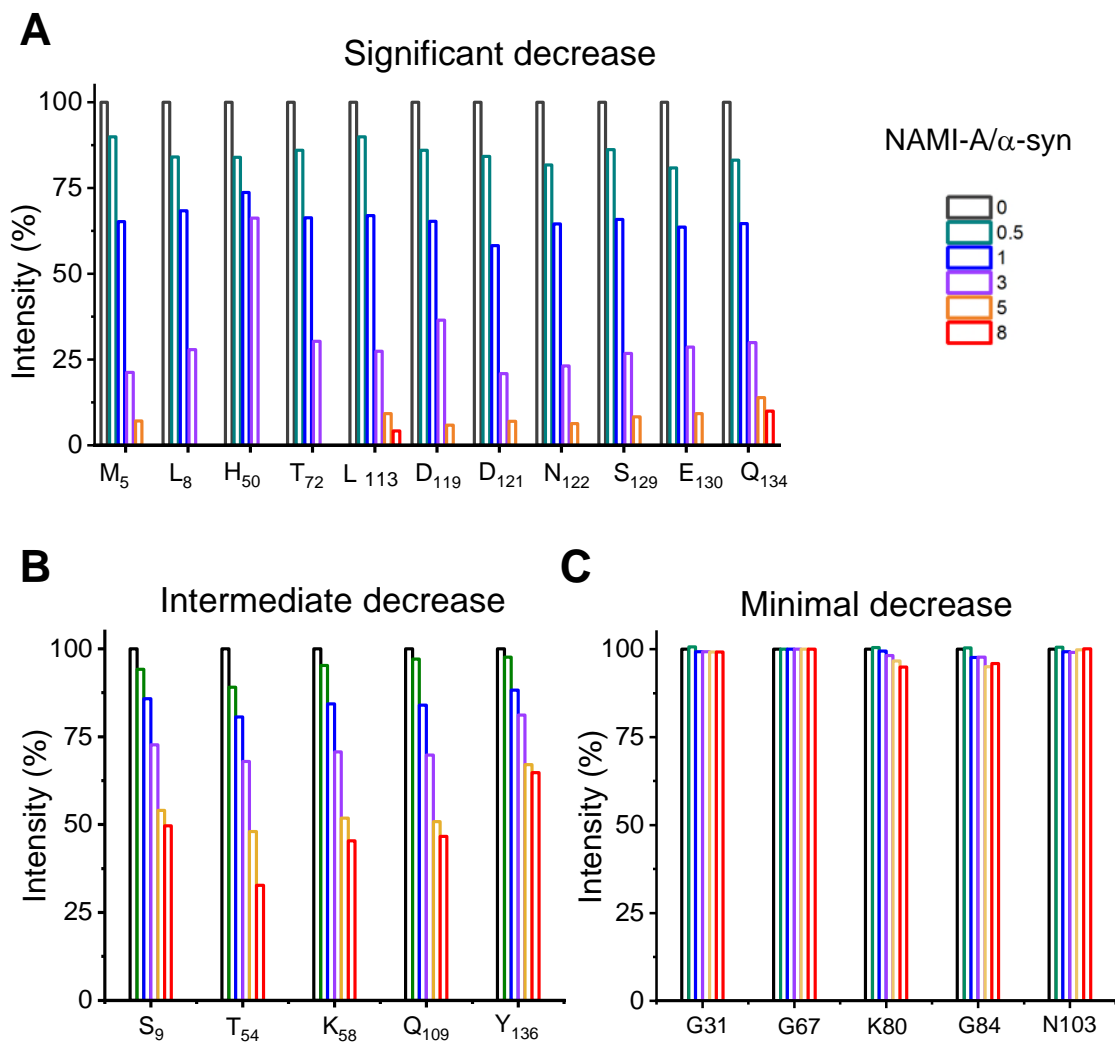 A
Significant decrease
Intensity (%)
100
75
50
25
0
M5 L8 H50 T72 L 113 D119 D121 N122 S129 E130 Q134
NAMI-A/α-syn
0
0.5
1
3
5
8
B
Intermediate decrease
Intensity (%)
100
75
50
25
0
S9 T54 K58 Q109 Y136
C
Minimal decrease
Intensity (%)
100
75
50
25
0
G31 G67 K80 G84 N103